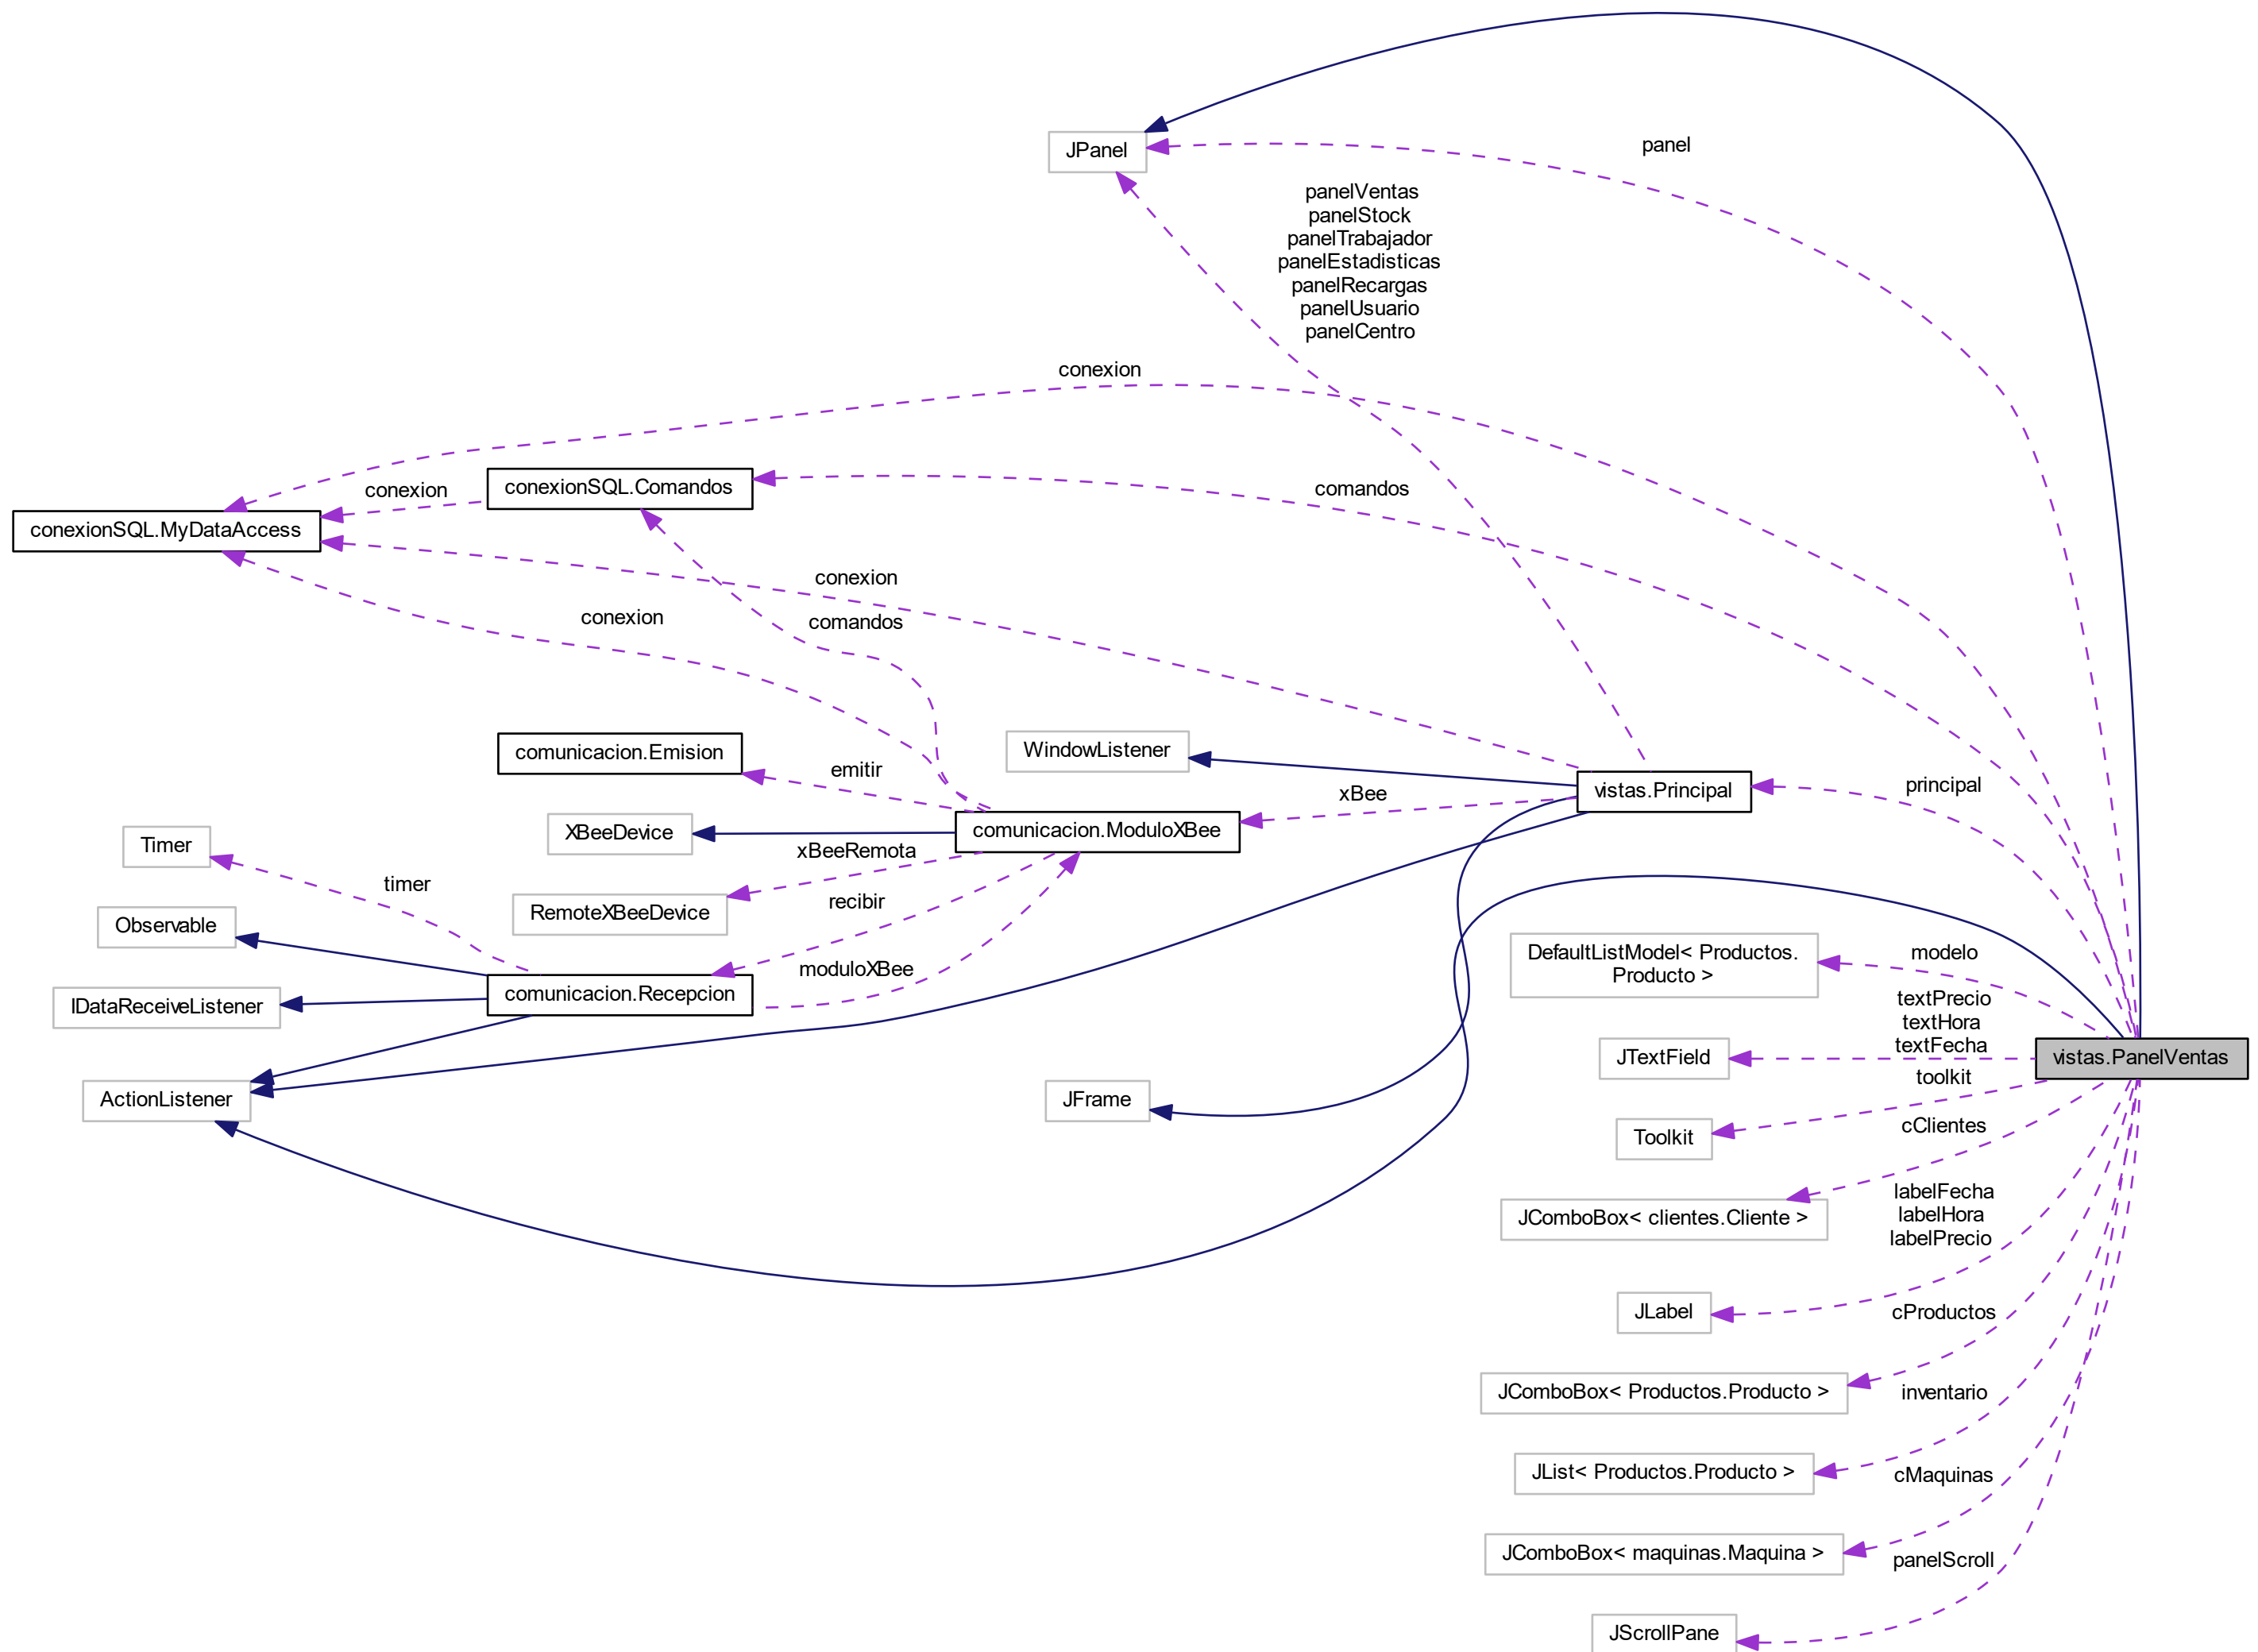 JPanel
panel
panelVentas
panelStock
panelTrabajador
panelEstadisticas
panelRecargas
panelUsuario
panelCentro
conexion
conexionSQL.Comandos
conexion
comandos
conexionSQL.MyDataAccess
conexion
conexion
comandos
comunicacion.Emision
emitir
WindowListener
xBee
vistas.Principal
principal
XBeeDevice
comunicacion.ModuloXBee
Timer
xBeeRemota
timer
RemoteXBeeDevice
recibir
Observable
moduloXBee
comunicacion.Recepcion
IDataReceiveListener
DefaultListModel< Productos.
Producto >
modelo
textPrecio
textHora
textFecha
JTextField
vistas.PanelVentas
toolkit
ActionListener
JFrame
Toolkit
cClientes
JComboBox< clientes.Cliente >
labelFecha
labelHora
labelPrecio
JLabel
cProductos
JComboBox< Productos.Producto >
inventario
JList< Productos.Producto >
cMaquinas
JComboBox< maquinas.Maquina >
panelScroll
JScrollPane